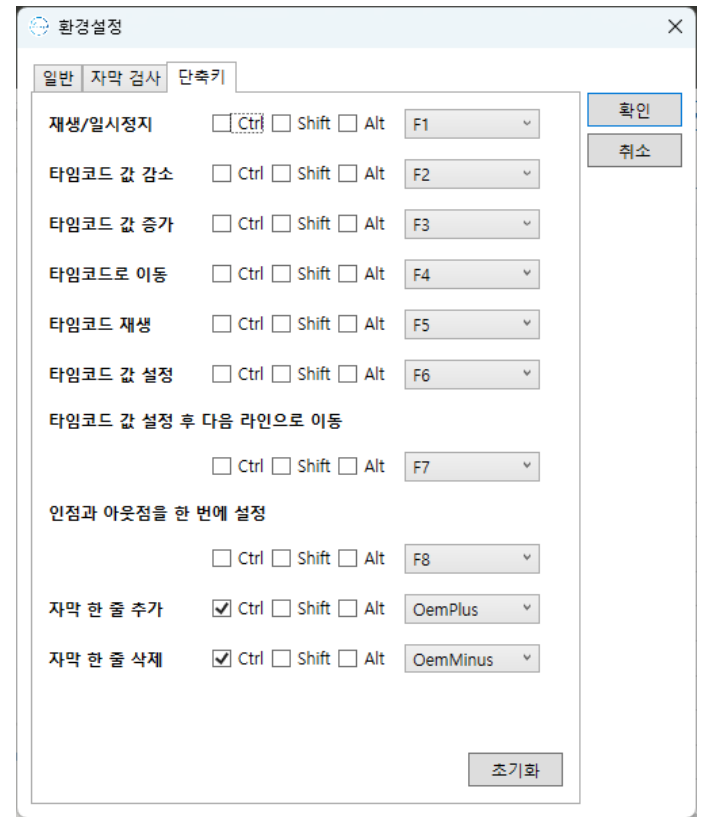 환경설정
일반 자막 검사 단축키
재생/일시정지 Ctrl Shift Alt F1 확인
취소
타임코드 값 감소 Ctrl Shift Alt F2
타임코드 값 증가 Ctrl Shift Alt F3
타임코드로 이동 Ctrl Shift Alt F4
타임코드 재생 Ctrl Shift Alt F5
타임코드 값 설정 Ctrl Shift Alt F6
타임코드 값 설정 후 다음 라인으로 이동
Ctrl Shift Alt F7
인점과 아웃점을 한 번에 설정
Ctrl Shift Alt F8
자막 한 줄 추가 Ctrl Shift Alt OemPlus
자막 한 줄 삭제 Ctrl Shift Alt OemMinus
초기화